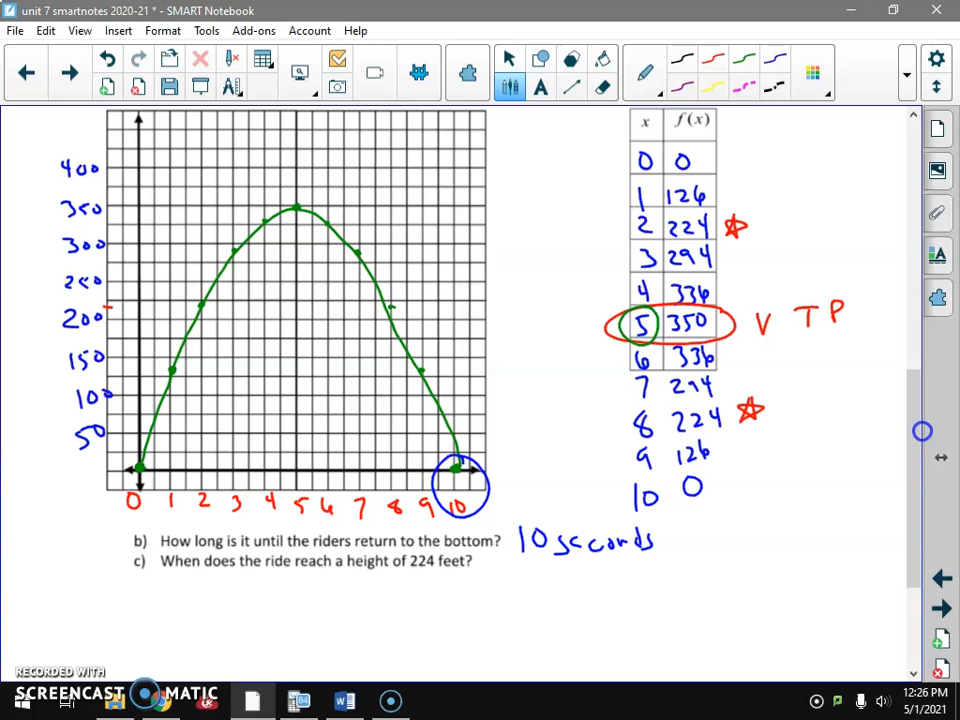 unit 7 smartnotes 2020-21 * - SMART Notebook
File Edit View Insert Format Tools Add-ons Account Help
x f(x)
0 0
1 126
2 224
3 294
4 336
5 350 V T P
6 336
7 294
8 224
9 126
10 0
400
350
300
250
200
150
100
50
0 1 2 3 4 5 6 7 8 9 10
b) How long is it until the riders return to the bottom? 10 seconds
c) When does the ride reach a height of 224 feet?
RECORDED WITH
SCREENCAST MATIC
12:26 PM
5/1/2021